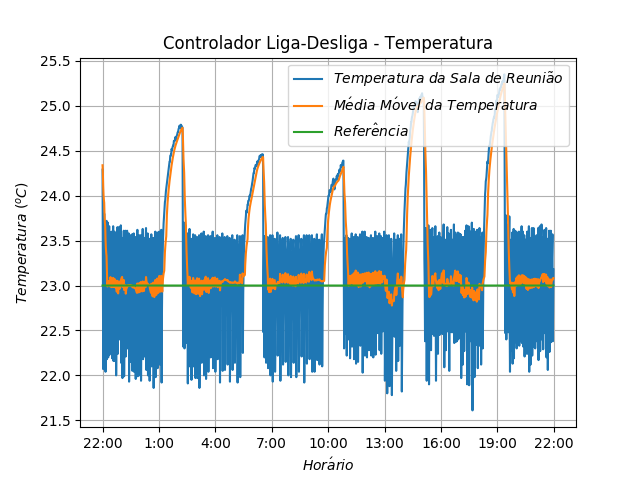 Controlador Liga-Desliga - Temperatura
Temperatura da Sala de Reunião
Média Móvel da Temperatura
Referência
Temperatura (ºC)
25.5
25.0
24.5
24.0
23.5
23.0
22.5
22.0
21.5
22:00 1:00 4:00 7:00 10:00 13:00 16:00 19:00 22:00
Horário